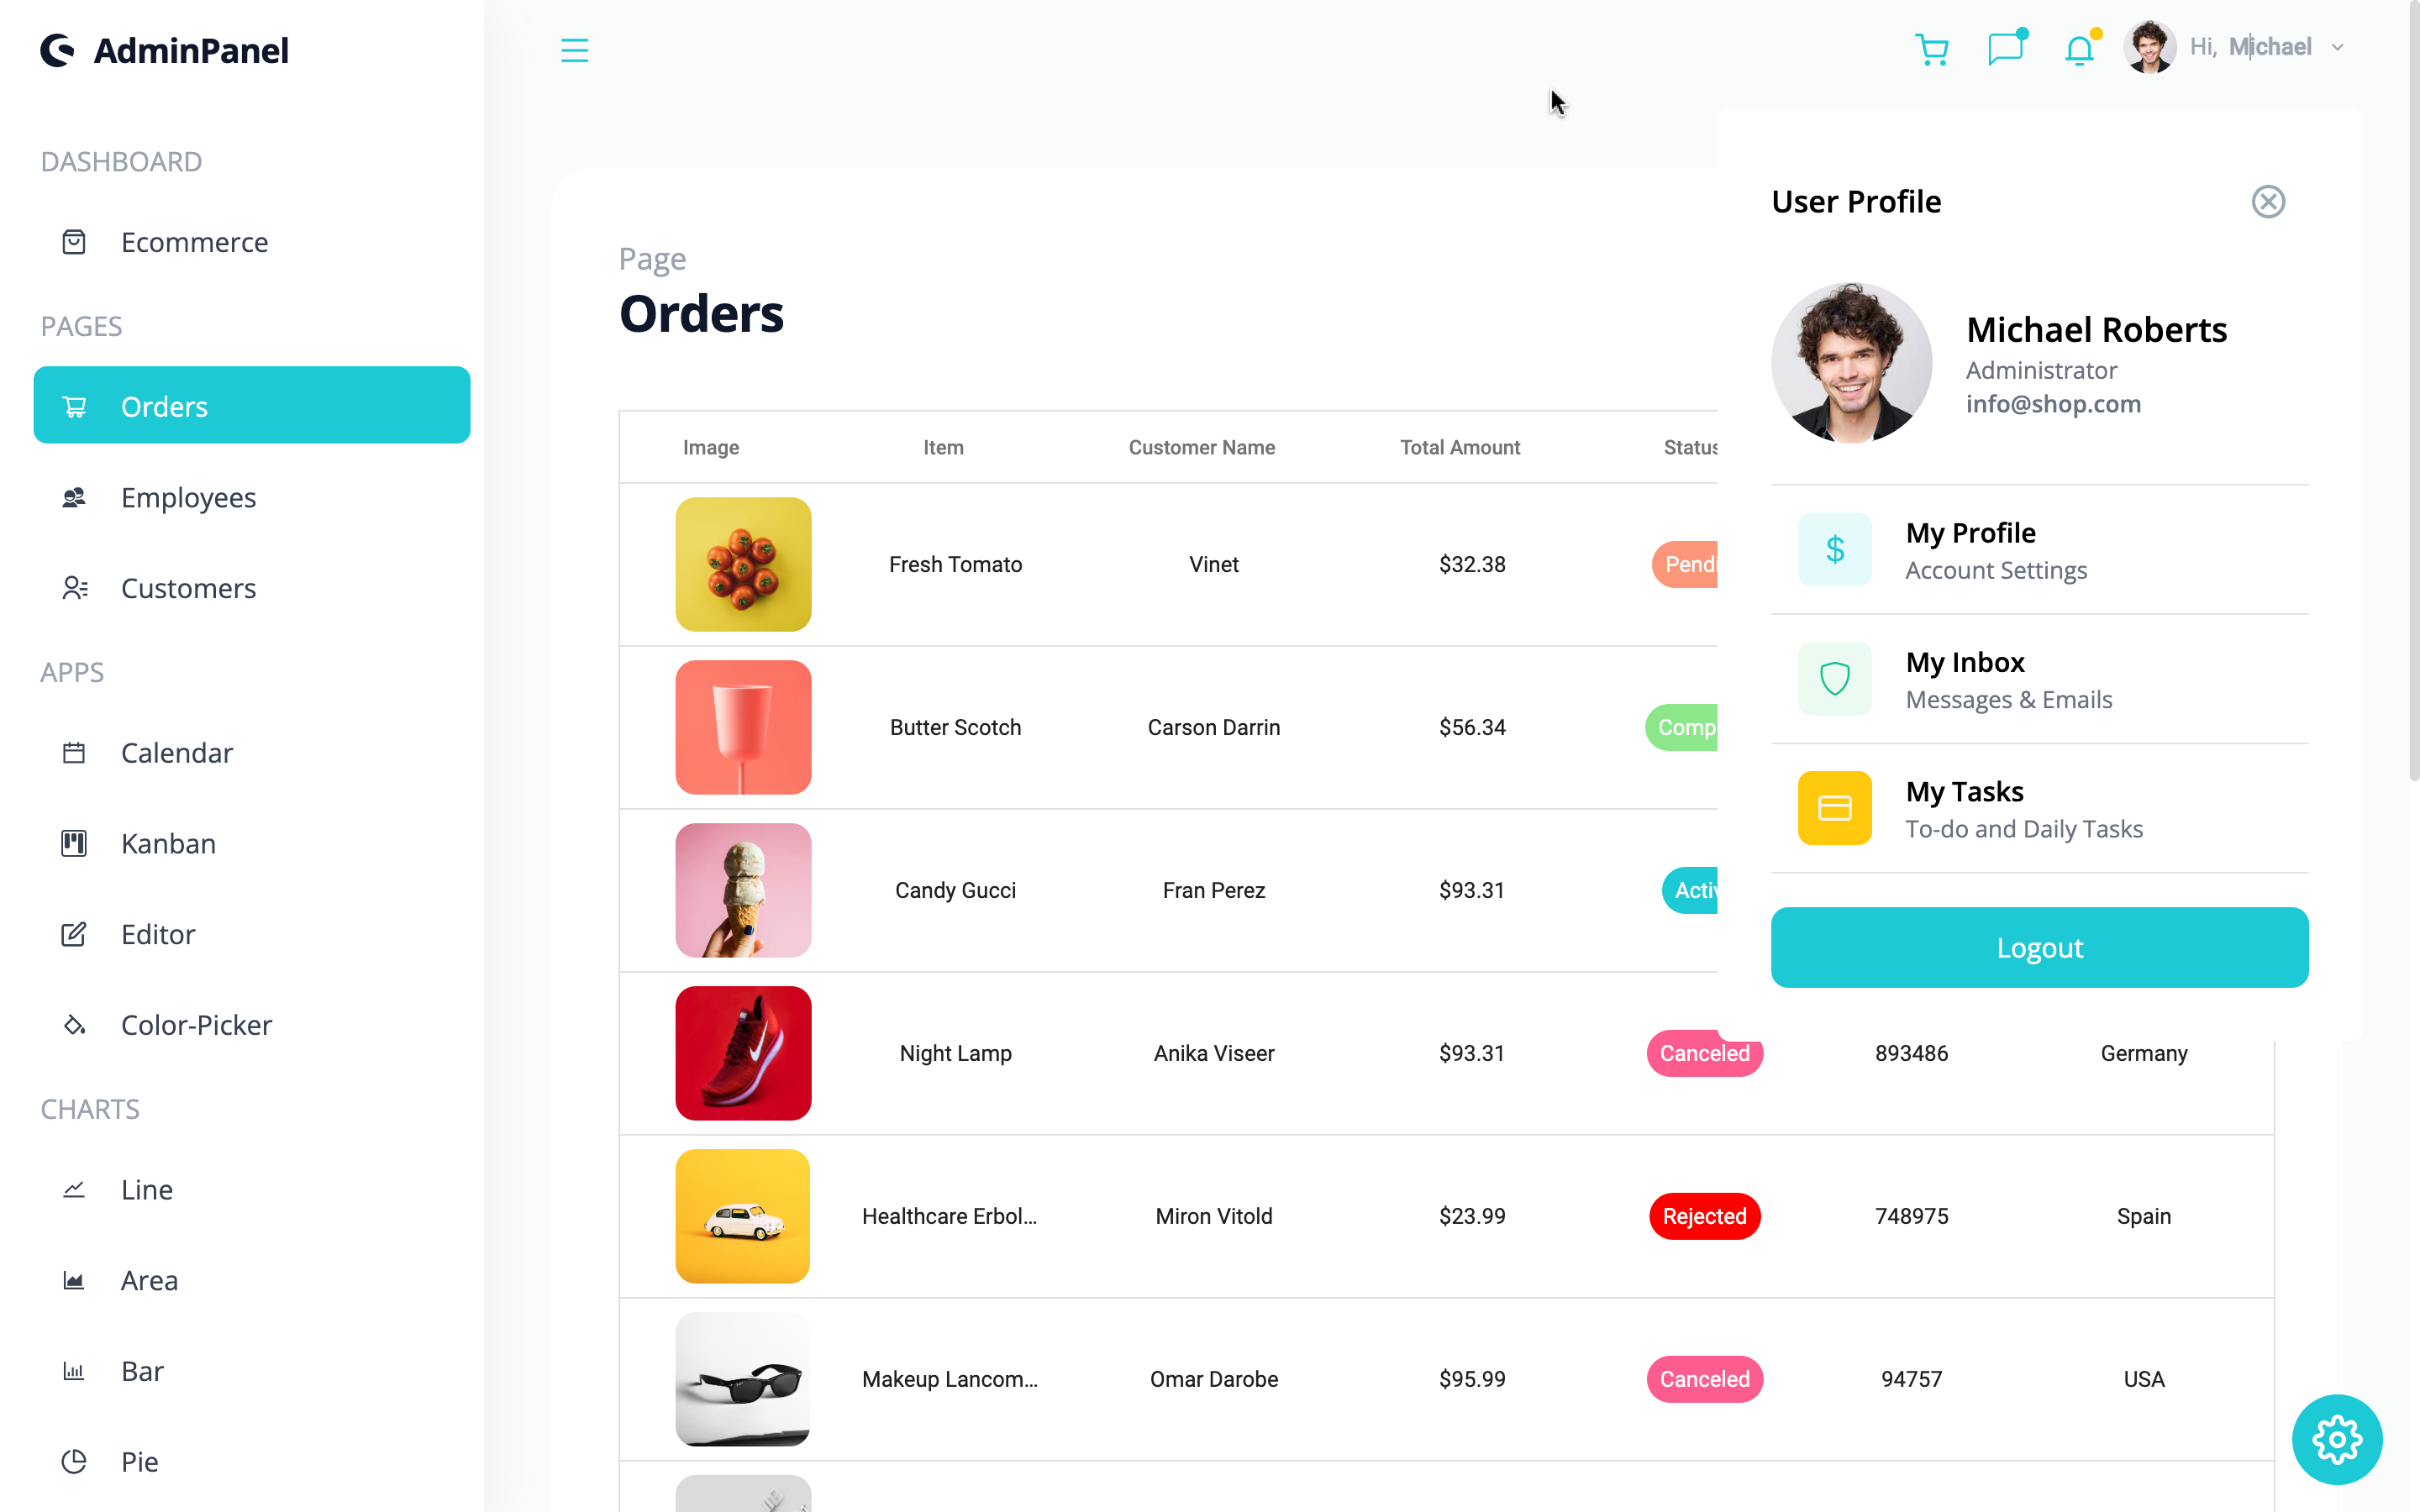 AdminPanel
DASHBOARD
Ecommerce
PAGES
Orders
Employees
Customers
APPS
Calendar
Kanban
Editor
Color-Picker
CHARTS
Line
Area
Bar
Pie
Hi, Michael
Page
Orders
Image Item Customer Name Total Amount Status
Fresh Tomato Vinet $32.38 Pendi
Butter Scotch Carson Darrin $56.34 Comp
Candy Gucci Fran Perez $93.31 Activ
Night Lamp Anika Viseer $93.31 Canceled 893486 Germany
Healthcare Erbol... Miron Vitold $23.99 Rejected 748975 Spain
Makeup Lancom... Omar Darobe $95.99 Canceled 94757 USA
User Profile
Michael Roberts
Administrator
info@shop.com
My Profile
Account Settings
My Inbox
Messages & Emails
My Tasks
To-do and Daily Tasks
Logout